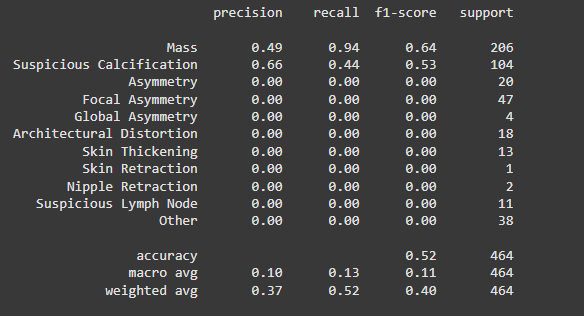 precision recall f1-score support
Mass 0.49 0.94 0.64 206
Suspicious Calcification 0.66 0.44 0.53 104
Asymmetry 0.00 0.00 0.00 20
Focal Asymmetry 0.00 0.00 0.00 47
Global Asymmetry 0.00 0.00 0.00 4
Architectural Distortion 0.00 0.00 0.00 18
Skin Thickening 0.00 0.00 0.00 13
Skin Retraction 0.00 0.00 0.00 1
Nipple Retraction 0.00 0.00 0.00 2
Suspicious Lymph Node 0.00 0.00 0.00 11
Other 0.00 0.00 0.00 38
accuracy 0.52 464
macro avg 0.10 0.13 0.11 464
weighted avg 0.37 0.52 0.40 464